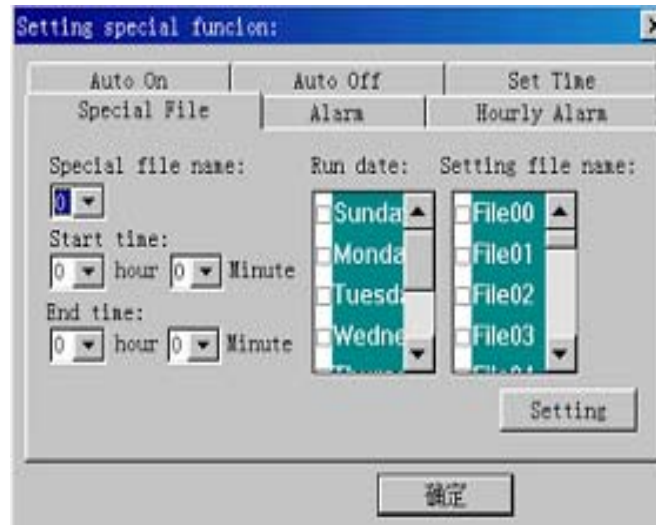 Setting special funcion:
Auto On
Auto Off
Set Time
Special File
Alarm
Hourly Alarm
Special file name:
0
Start time:
0 hour 0 Minute
End time:
0 hour 0 Minute
Run date:
Sunda
Monda
Tuesd
Wedne
Setting file name:
File00
File01
File02
File03
Setting
确定